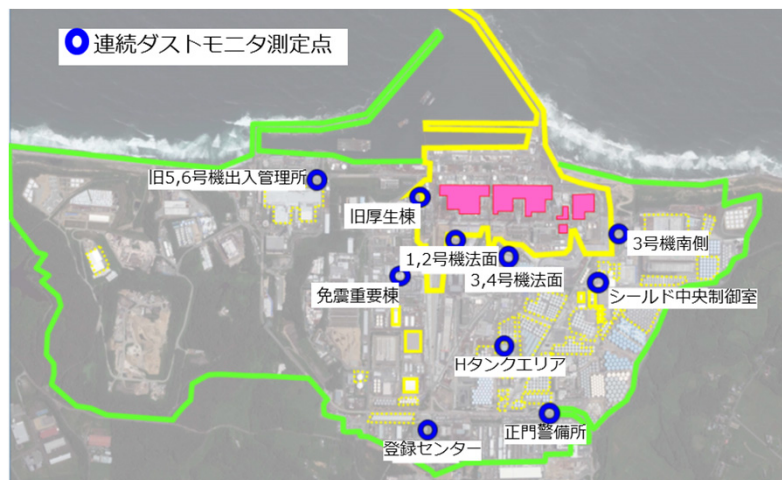 連続ダストモニタ測定点
旧5,6号機出入管理所
旧厚生棟
3号機南側
1,2号機法面
3,4号機法面
免震重要棟
シールド中央制御室
Hタンクエリア
正門警備所
登録センター